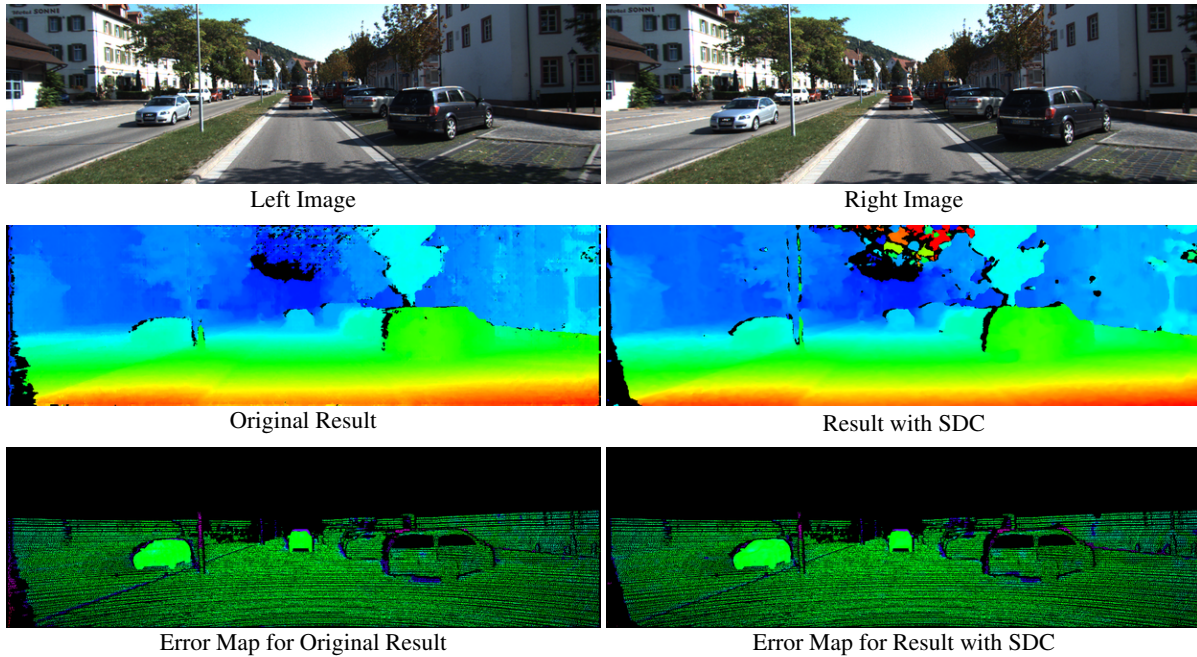 SONNE
Left Image
Right Image
Original Result
Result with SDC
Error Map for Original Result
Error Map for Result with SDC